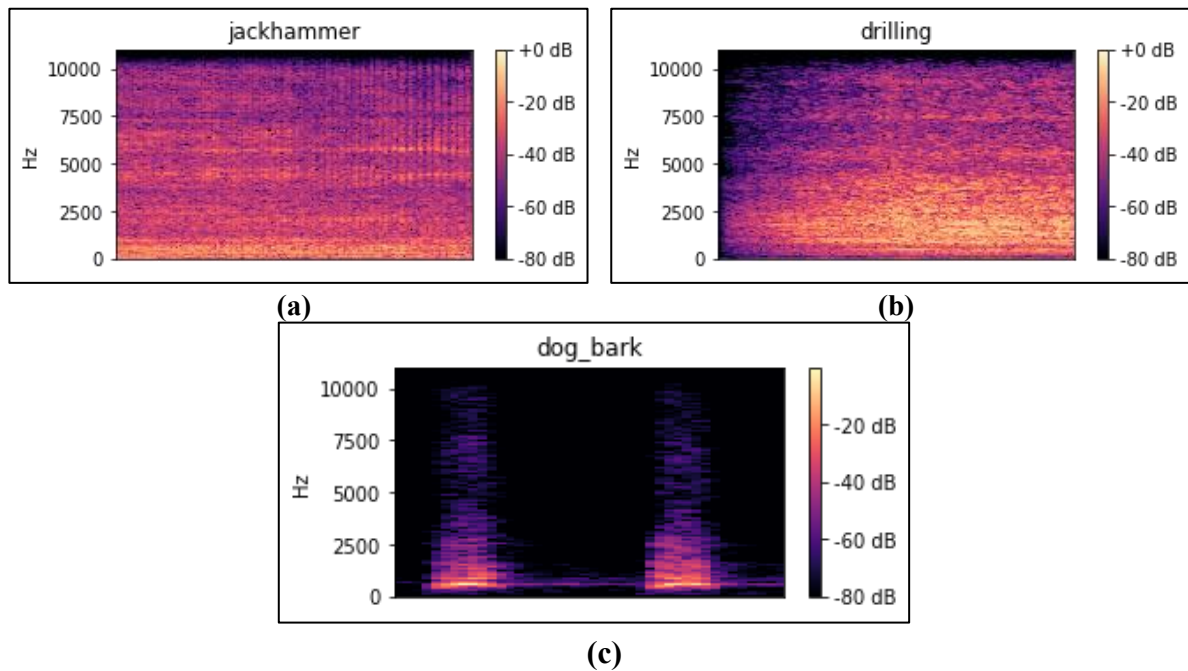 jackhammer
10000
7500
5000
2500
0
Hz
+0 dB
-20 dB
-40 dB
-60 dB
-80 dB
(a)
drilling
10000
7500
5000
2500
0
Hz
+0 dB
-20 dB
-40 dB
-60 dB
-80 dB
(b)
dog_bark
10000
7500
5000
2500
0
Hz
-20 dB
-40 dB
-60 dB
-80 dB
(c)